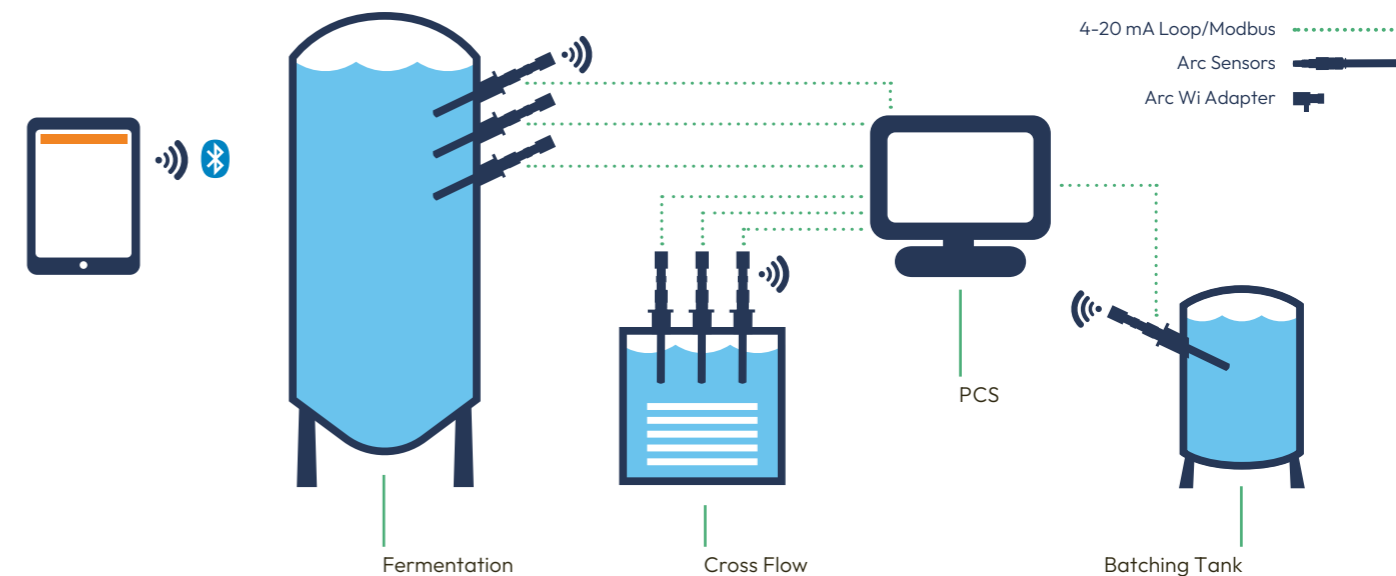 4-20 mA Loop/Modbus
Arc Sensors
Arc Wi Adapter
PCS
Fermentation
Cross Flow
Batching Tank